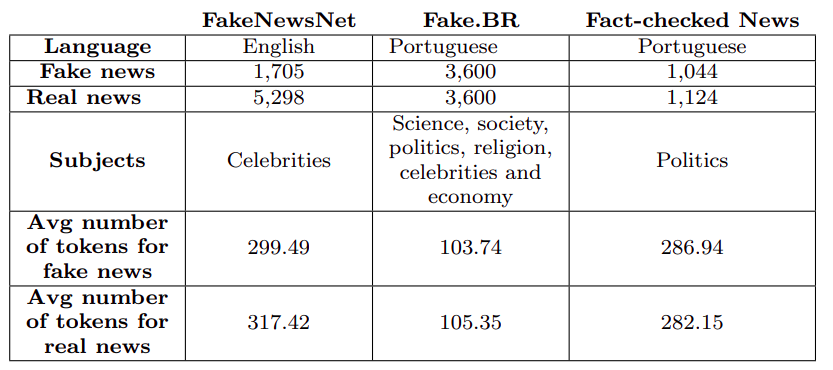 FakeNewsNet Fake.BR Fact-checked News
Language English Portuguese Portuguese
Fake news 1,705 3,600 1,044
Real news 5,298 3,600 1,124
Subjects Celebrities Science, society, politics, religion, celebrities and economy Politics
Avg number of tokens for fake news 299.49 103.74 286.94
Avg number of tokens for real news 317.42 105.35 282.15